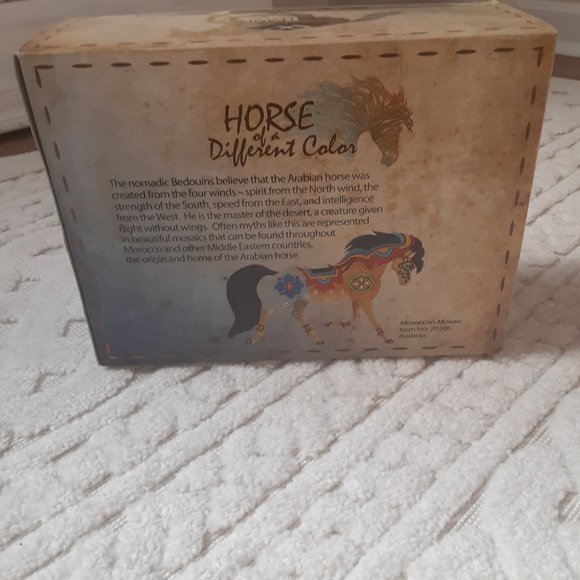 HORSE
of a
Different Color
The nomadic Bedouins believe that the Arabian horse was
created from the four winds – spirit from the North wind, the
strength of the South, speed from the East, and intelligence
from the West. He is the master of the desert, a creature given
flight without wings. Often myths like this are represented
in beautiful mosaics that can be found throughout
Morocco and other Middle Eastern countries,
the origin and home of the Arabian horse.
Moroccan Mosaic
Item No. 20306
Arabian